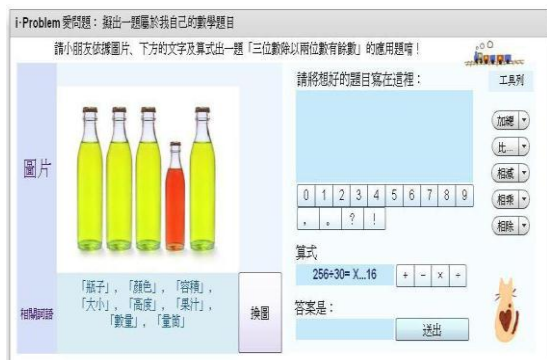 i-Problem 愛問題：擬出一題屬於我自己的數學題目
請小朋友依據圖片、下方的文字及算式出一題「三位數除以兩位數有餘數」的應用題唷！
圖片
相關詞語
「瓶子」，「顏色」，「容積」，
「大小」，「高度」，「果汁」，
「數量」，「量筒」
換圖
請將想好的題目寫在這裡：
0 1 2 3 4 5 6 7 8 9
， 。 ? !
算式
256÷30= X...16
+ − × ÷
答案是：
送出
工具列
加總
比...
相減
相乘
相除